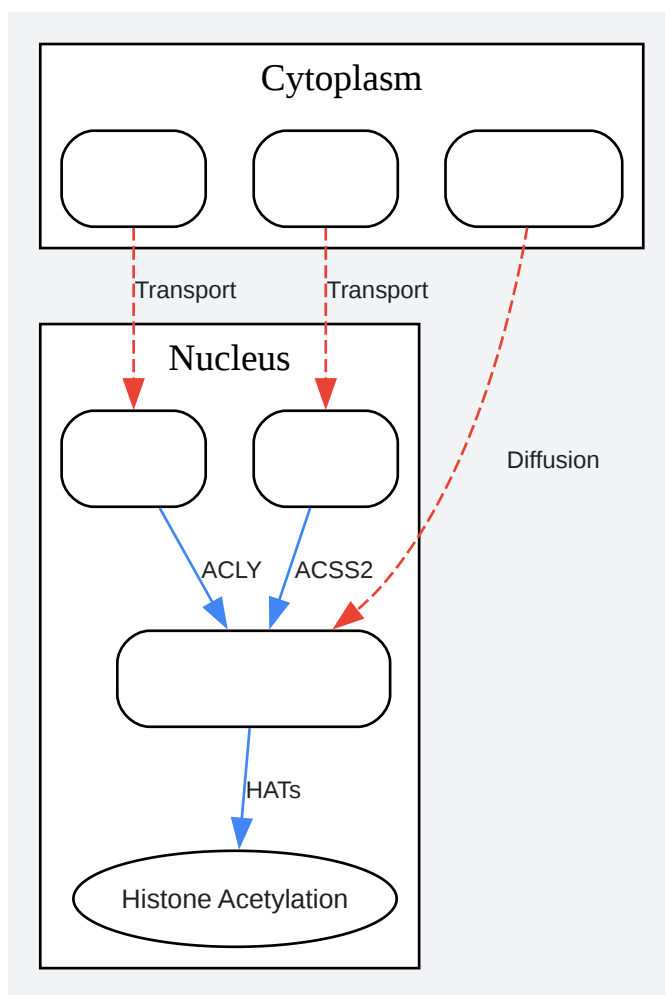 Cytoplasm
Transport
Transport
Nucleus
Diffusion
ACLY
ACSS2
HATs
Histone Acetylation